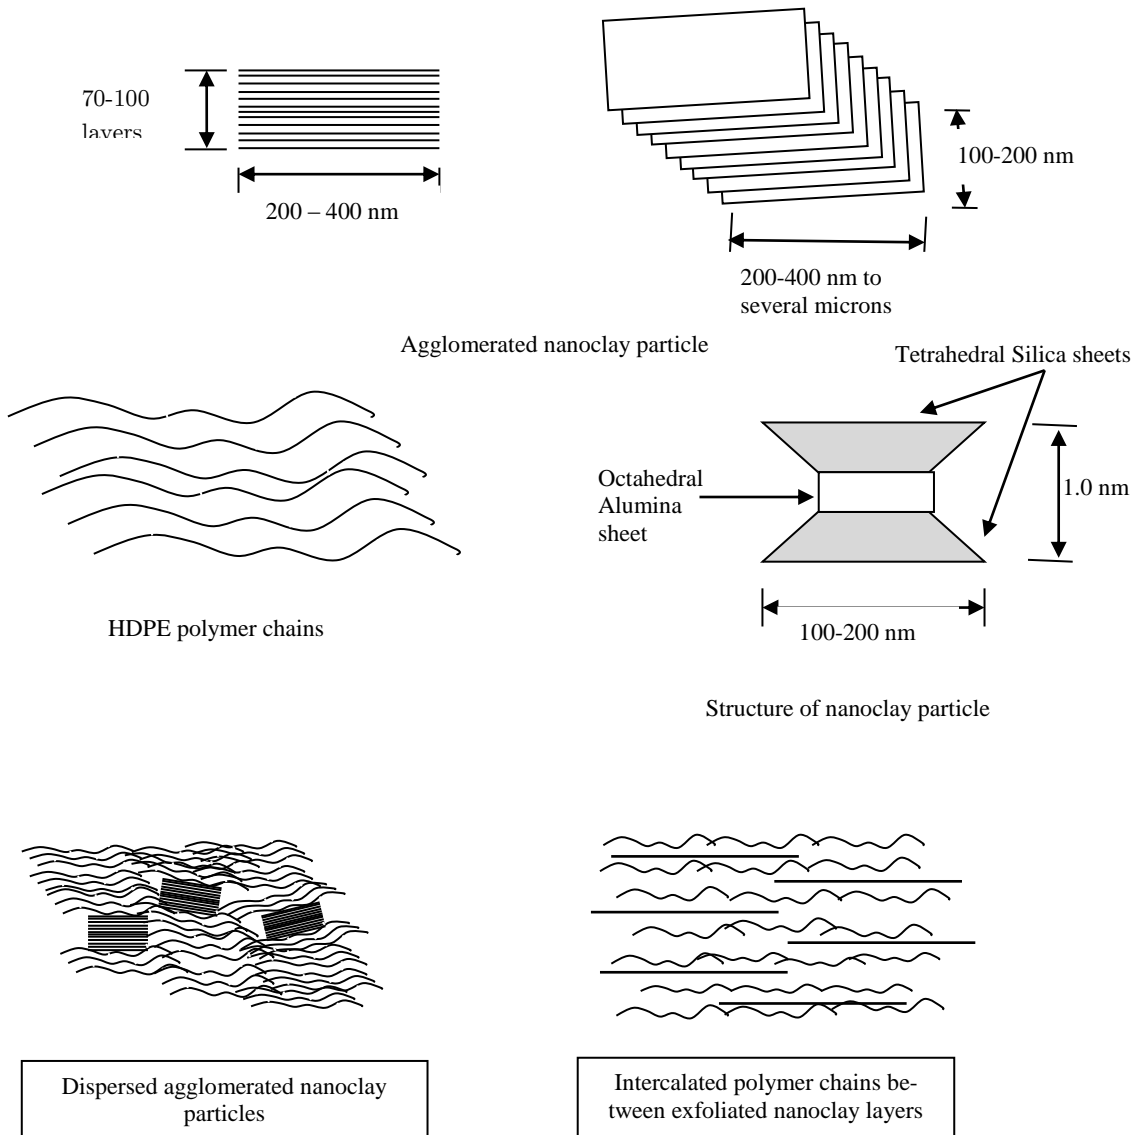 70-100
layers
200 – 400 nm
100-200 nm
200-400 nm to
several microns
Agglomerated nanoclay particle
Tetrahedral Silica sheets
Octahedral
Alumina
sheet
1.0 nm
100-200 nm
HDPE polymer chains
Structure of nanoclay particle
Dispersed agglomerated nanoclay
particles
Intercalated polymer chains be-
tween exfoliated nanoclay layers